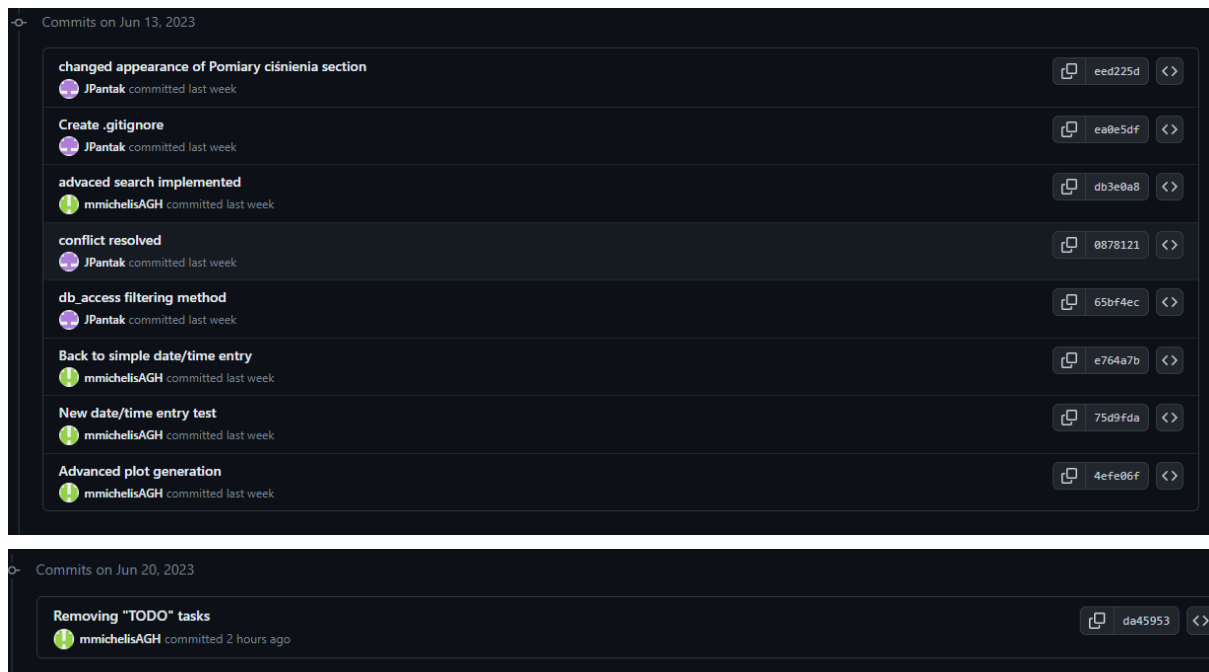 Commits on Jun 13, 2023
changed appearance of Pomiary ciśnienia section
JPantak committed last week
eed225d
Create .gitignore
JPantak committed last week
ea0e5df
advaced search implemented
mmichelisAGH committed last week
db3e0a8
conflict resolved
JPantak committed last week
0878121
db_access filtering method
JPantak committed last week
65bf4ec
Back to simple date/time entry
mmichelisAGH committed last week
e764a7b
New date/time entry test
mmichelisAGH committed last week
75d9fda
Advanced plot generation
mmichelisAGH committed last week
4efe06f
Commits on Jun 20, 2023
Removing "TODO" tasks
mmichelisAGH committed 2 hours ago
da45953